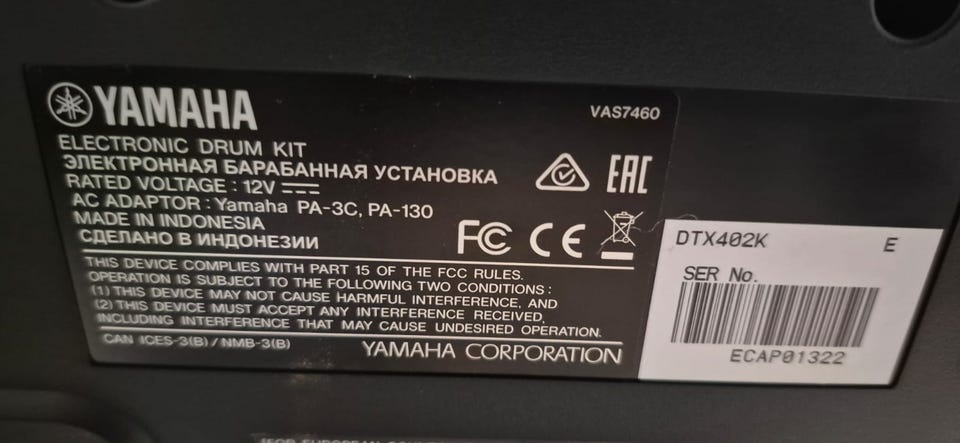 YAMAHA
VAS7460
ELECTRONIC DRUM KIT
ЭЛЕКТРОННАЯ БАРАБАННАЯ УСТАНОВКА
RATED VOLTAGE : 12V
AC ADAPTOR : Yamaha PA-3C, PA-130
MADE IN INDONESIA
СДЕЛАНО В ИНДОНЕЗИИ
EAC
FC CE
THIS DEVICE COMPLIES WITH PART 15 OF THE FCC RULES.
OPERATION IS SUBJECT TO THE FOLLOWING TWO CONDITIONS :
(1) THIS DEVICE MAY NOT CAUSE HARMFUL INTERFERENCE, AND
(2) THIS DEVICE MUST ACCEPT ANY INTERFERENCE RECEIVED,
INCLUDING INTERFERENCE THAT MAY CAUSE UNDESIRED OPERATION.
CAN ICES-3(B) / NMB-3(B)
YAMAHA CORPORATION
DTX402K E
SER No.
ECAP01322